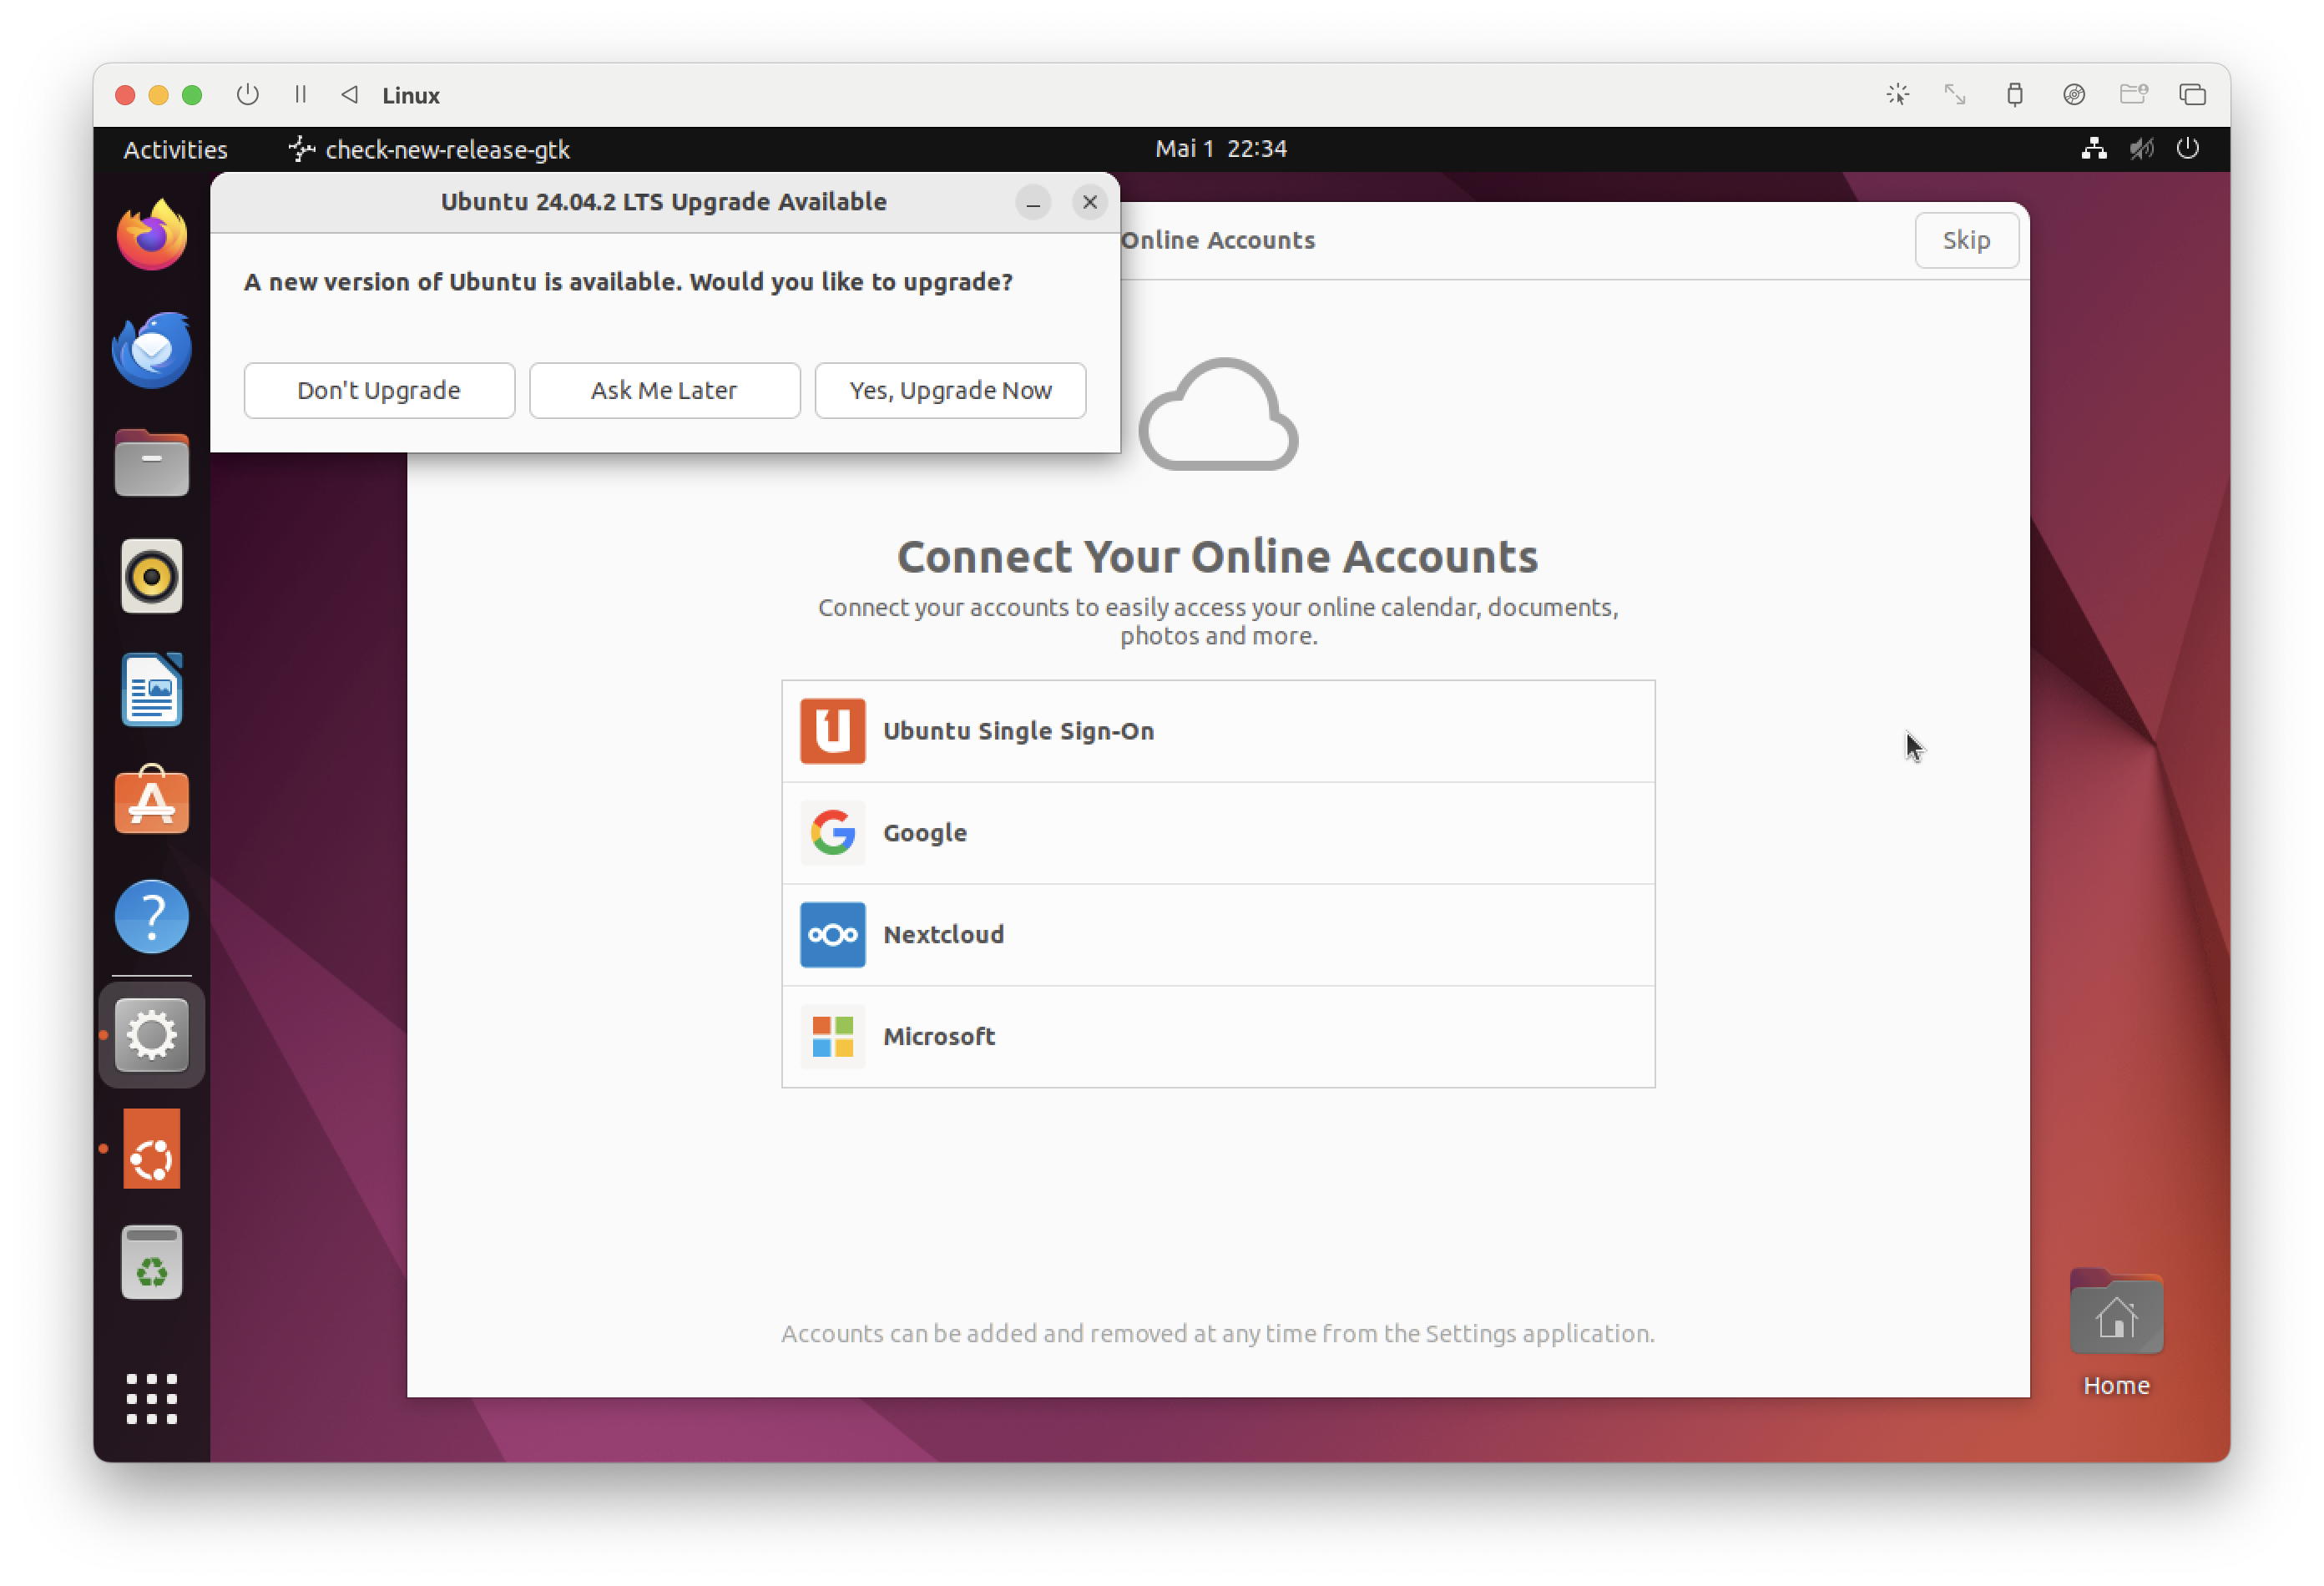 Linux
Activities
check-new-release-gtk
Mai 1 22:34
Ubuntu 24.04.2 LTS Upgrade Available
A new version of Ubuntu is available. Would you like to upgrade?
Don't Upgrade
Ask Me Later
Yes, Upgrade Now
Online Accounts
Skip
Connect Your Online Accounts
Connect your accounts to easily access your online calendar, documents,
photos and more.
Ubuntu Single Sign-On
Google
Nextcloud
Microsoft
Accounts can be added and removed at any time from the Settings application.
Home